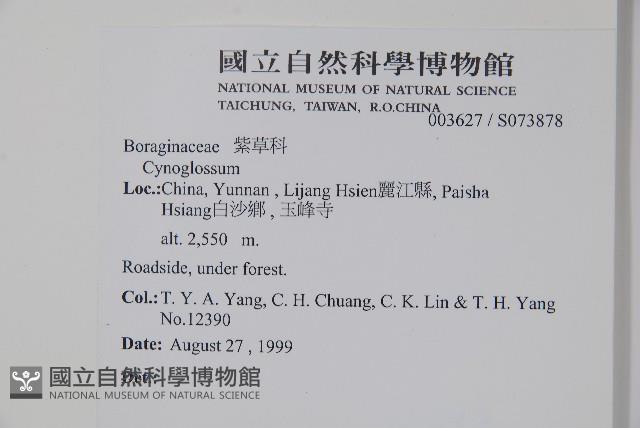 國立自然科學博物館
NATIONAL MUSEUM OF NATURAL SCIENCE
TAICHUNG, TAIWAN, R.O.CHINA
003627 / S073878
Boraginaceae 紫草科
Cynoglossum
Loc.:China, Yunnan , Lijang Hsien麗江縣, Paisha
Hsiang白沙鄉 , 玉峰寺
alt. 2,550 m.
Roadside, under forest.
Col.: T. Y. A. Yang, C. H. Chuang, C. K. Lin & T. H. Yang
No.12390
Date: August 27 , 1999
Det:
國立自然科學博物館
NATIONAL MUSEUM OF NATURAL SCIENCE